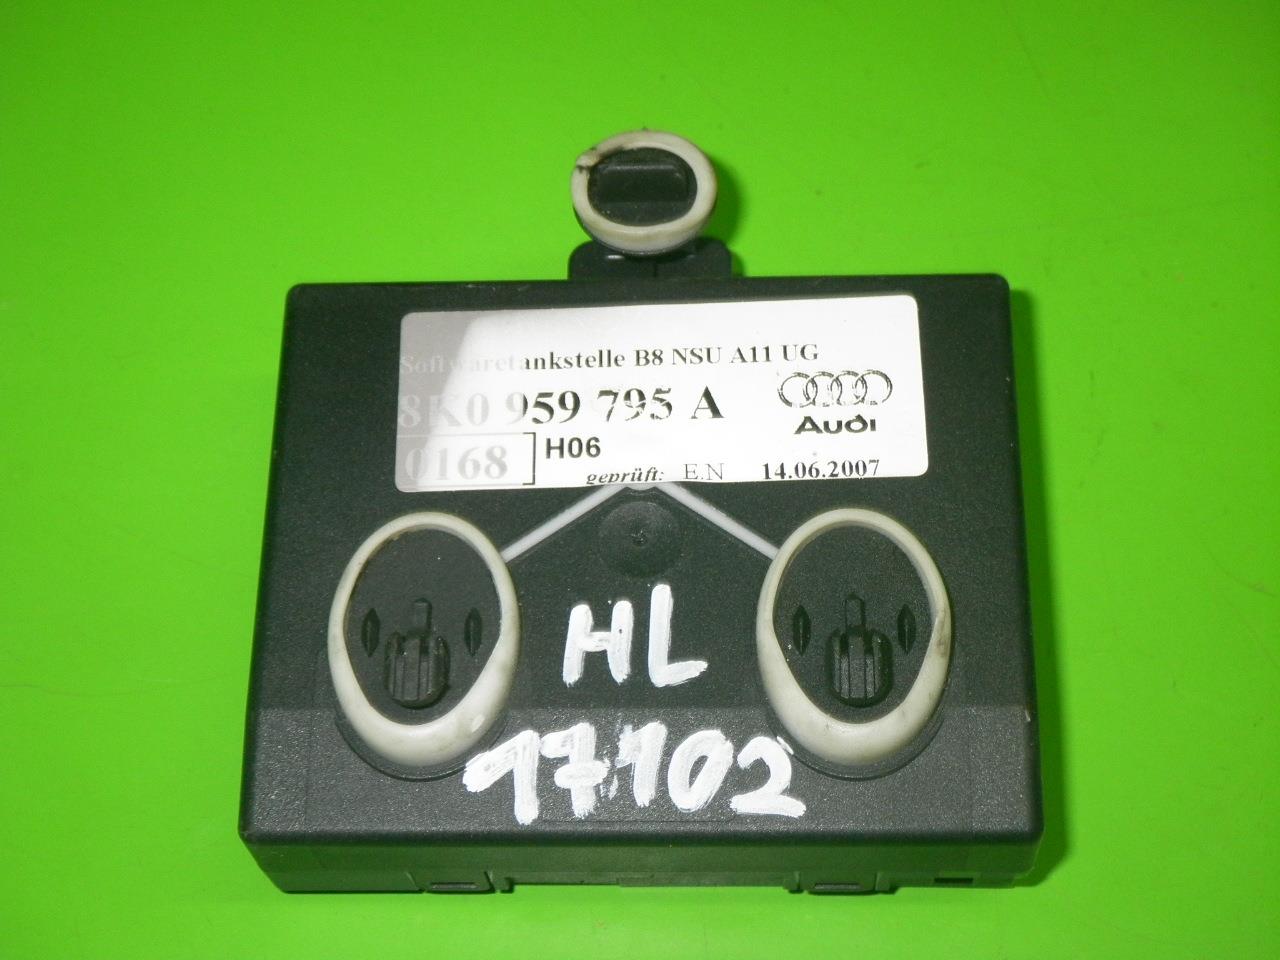 Softwaretankstelle B8 NSU A11 UG
8K0 959 795 A
Audi
0168 H06
geprüft: E.N 14.06.2007
HL
17102